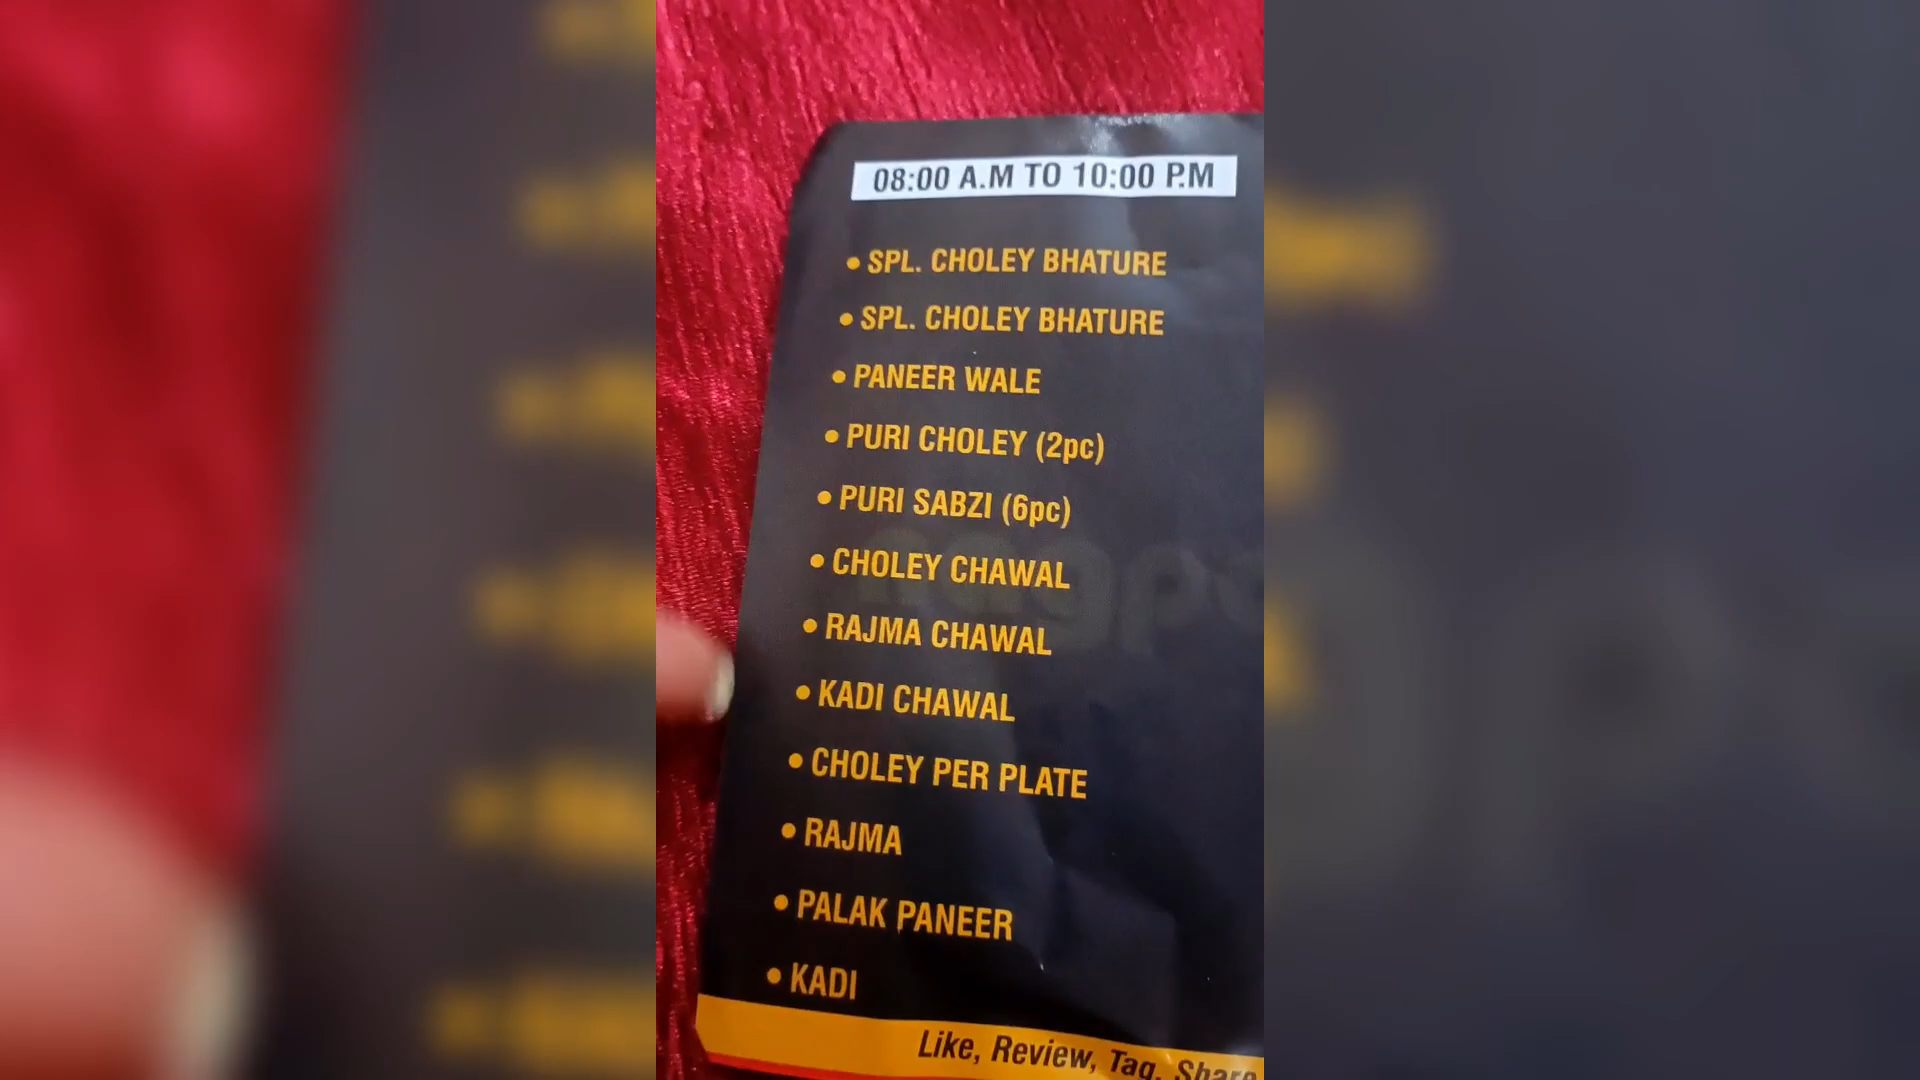 08:00 A.M TO 10:00 P.M
• SPL. CHOLEY BHATURE
• SPL. CHOLEY BHATURE
• PANEER WALE
• PURI CHOLEY (2pc)
• PURI SABZI (6pc)
• CHOLEY CHAWAL
• RAJMA CHAWAL
• KADI CHAWAL
• CHOLEY PER PLATE
• RAJMA
• PALAK PANEER
• KADI
Like, Review, Tag, Share